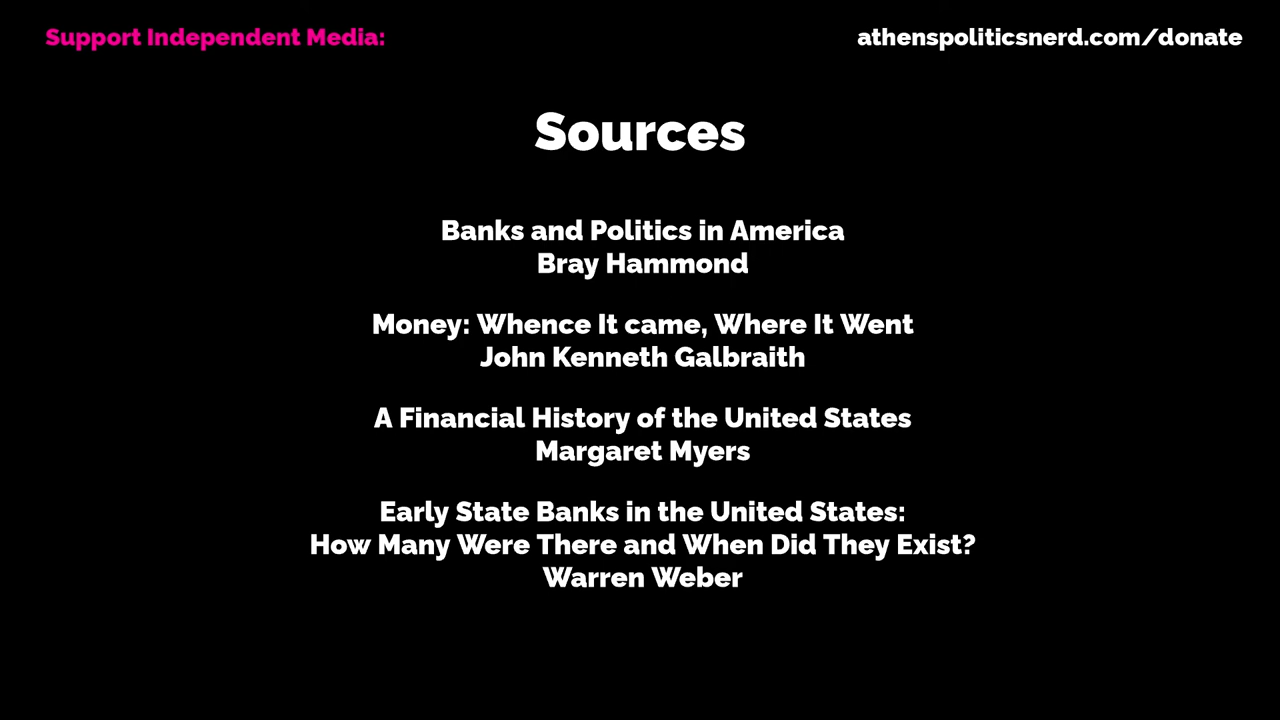 Support Independent Media:
athenspoliticsnerd.com/donate
Sources
Banks and Politics in America
Bray Hammond
Money: Whence It came, Where It Went
John Kenneth Galbraith
A Financial History of the United States
Margaret Myers
Early State Banks in the United States:
How Many Were There and When Did They Exist?
Warren Weber